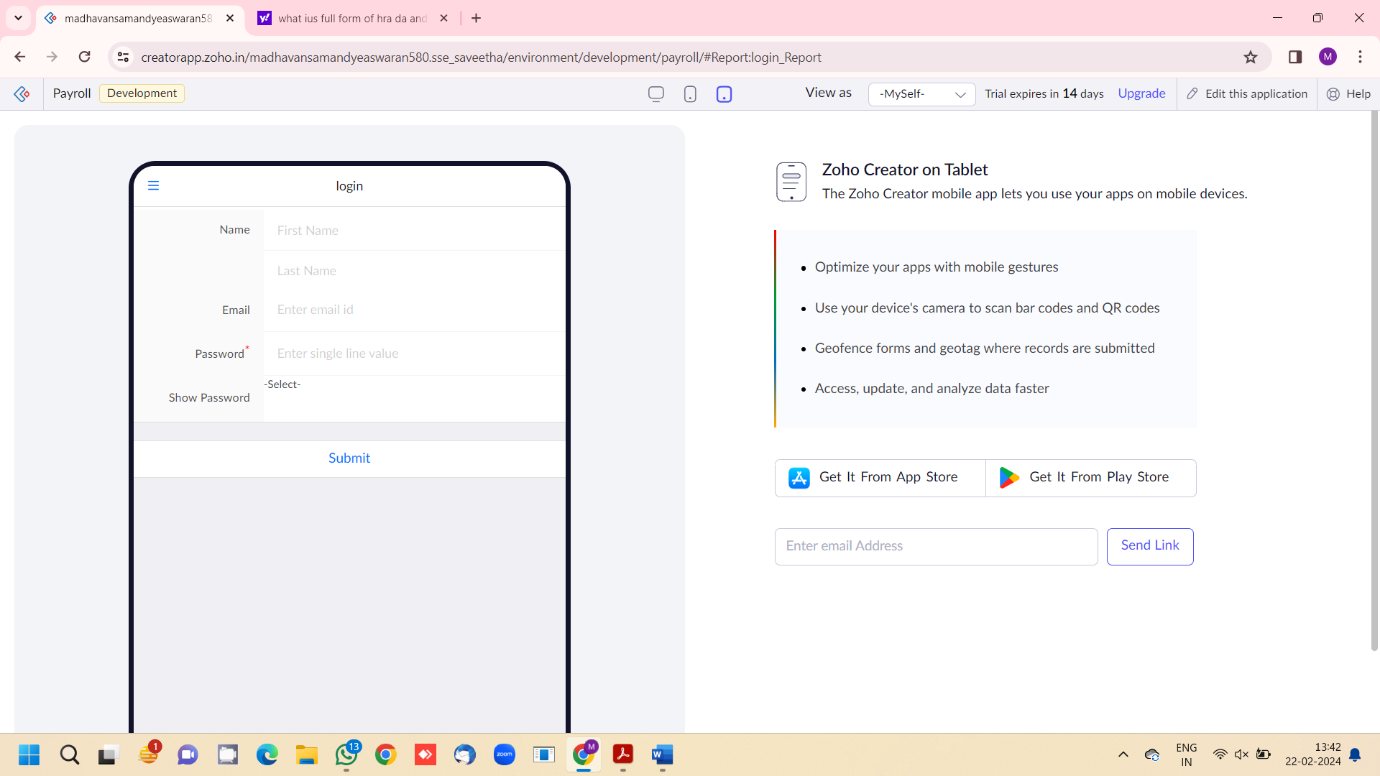 madhavansamandyeaswaran58
what ius full form of hra da and
creatorapp.zoho.in/madhavansamandyeaswaran580.sse_saveetha/environment/development/payroll/#Report:login_Report
M
Payroll Development View as -MySelf- Trial expires in 14 days Upgrade Edit this application Help
login
Name First Name
Last Name
Email Enter email id
Password* Enter single line value
-Select-
Show Password
Submit
Zoho Creator on Tablet
The Zoho Creator mobile app lets you use your apps on mobile devices.
• Optimize your apps with mobile gestures
• Use your device's camera to scan bar codes and QR codes
• Geofence forms and geotag where records are submitted
• Access, update, and analyze data faster
Get It From App Store Get It From Play Store
Enter email Address Send Link
1
13
zoom
M
W
ENG
IN
13:42
22-02-2024